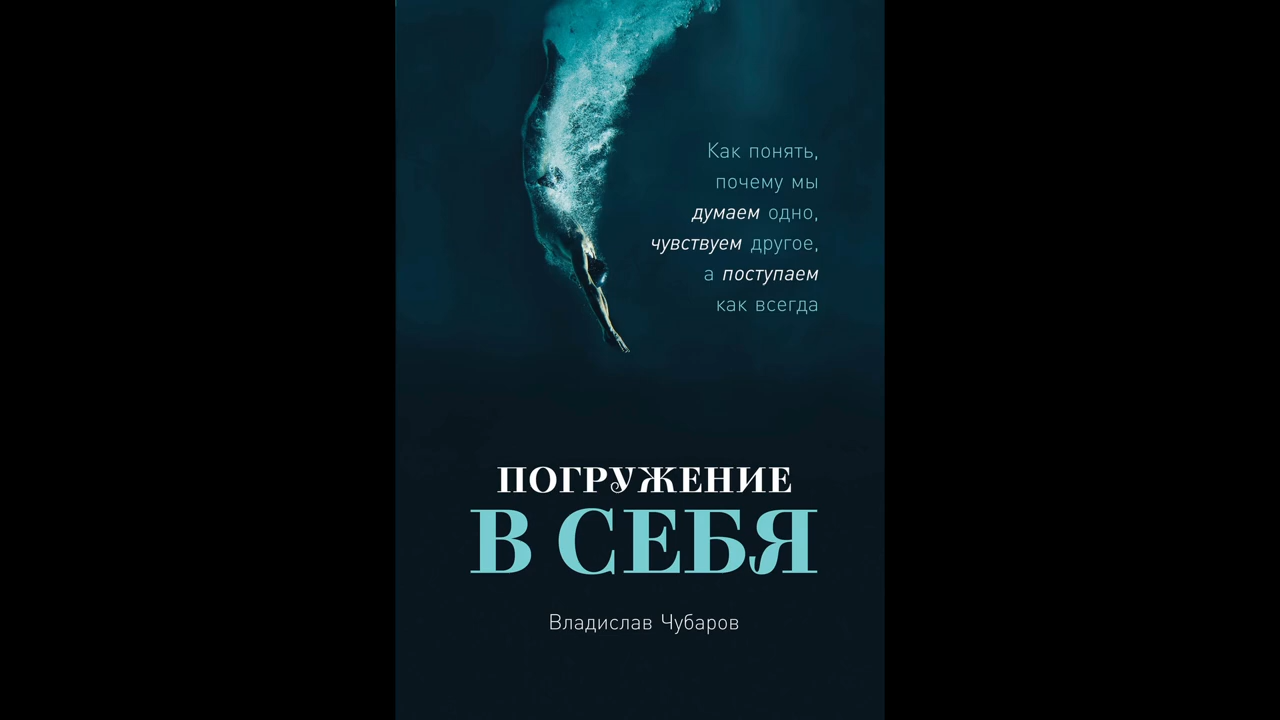 Как понять,
почему мы
думаем одно,
чувствуем другое,
а поступаем
как всегда
ПОГРУЖЕНИЕ
В СЕБЯ
Владислав Чубаров